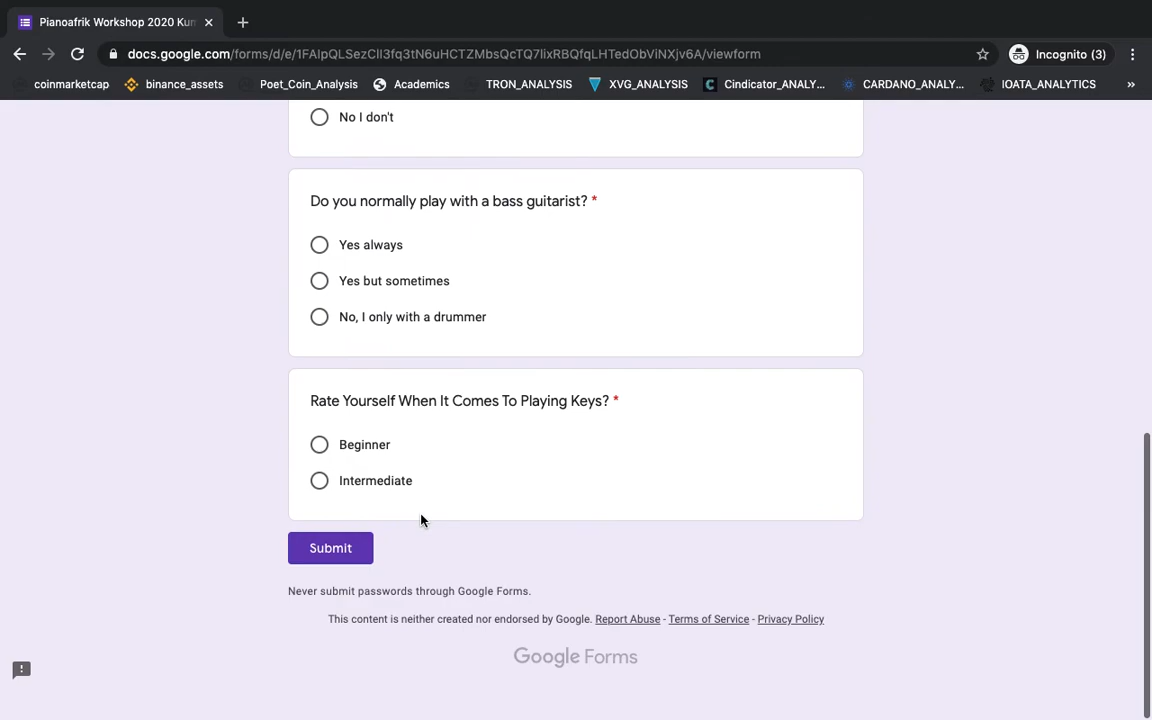 Pianoafrik Workshop 2020 Kum
docs.google.com/forms/d/e/1FAIpQLSezClI3fq3tN6uHCTZMbsQcTQ7lixRBQfqLHTedObViNXjv6A/viewform
Incognito (3)
coinmarketcap
binance_assets
Poet_Coin_Analysis
Academics
TRON_ANALYSIS
XVG_ANALYSIS
Cindicator_ANALY...
CARDANO_ANALY...
IOATA_ANALYTICS
»
No I don't
Do you normally play with a bass guitarist? *
Yes always
Yes but sometimes
No, I only with a drummer
Rate Yourself When It Comes To Playing Keys? *
Beginner
Intermediate
Submit
Never submit passwords through Google Forms.
This content is neither created nor endorsed by Google. Report Abuse - Terms of Service - Privacy Policy
Google Forms